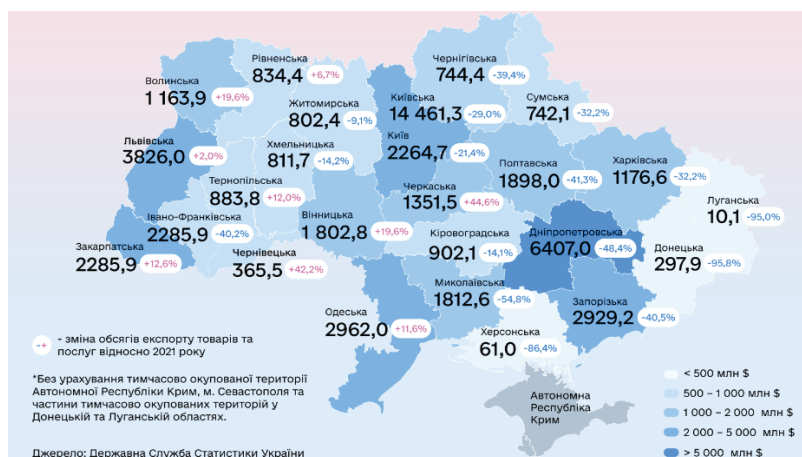 Рівненська
834,4 +6,7%
Волинська
1 163,9 +19,6%
Житомирська
802,4 -9,1%
Чернігівська
744,4 -39,4%
Київська
14 461,3 -29,0%
Сумська
742,1 -32,2%
Львівська
3826,0 +2,0%
Хмельницька
811,7 -14,2%
Київ
2264,7 -21,4%
Полтавська
1898,0 -41,3%
Харківська
1176,6 -32,2%
Тернопільська
883,8 +12,0%
Черкаська
1351,5 +44,6%
Луганська
10,1 -95,0%
Івано-Франківська
2285,9 -40,2%
Вінницька
1 802,8 +19,6%
Кіровоградська
902,1 -14,1%
Дніпропетровська
6407,0 -48,4%
Донецька
297,9 -95,8%
Закарпатська
2285,9 +12,6%
Чернівецька
365,5 +42,2%
Миколаївська
1812,6 -54,8%
Запорізька
2929,2 -40,5%
Одеська
2962,0 +11,6%
Херсонська
61,0 -86,4%
-+ - зміна обсягів експорту товарів та
послуг відносно 2021 року
*Без урахування тимчасово окупованої території
Автономної Республіки Крим, м. Севастополя та
частини тимчасово окупованих територій у
Донецькій та Луганській областях.
Джерело: Державна Служба Статистики України
Автономна
Республіка
Крим
< 500 млн $
500 – 1 000 млн $
1 000 – 2 000 млн $
2 000 – 5 000 млн $
> 5 000 млн $